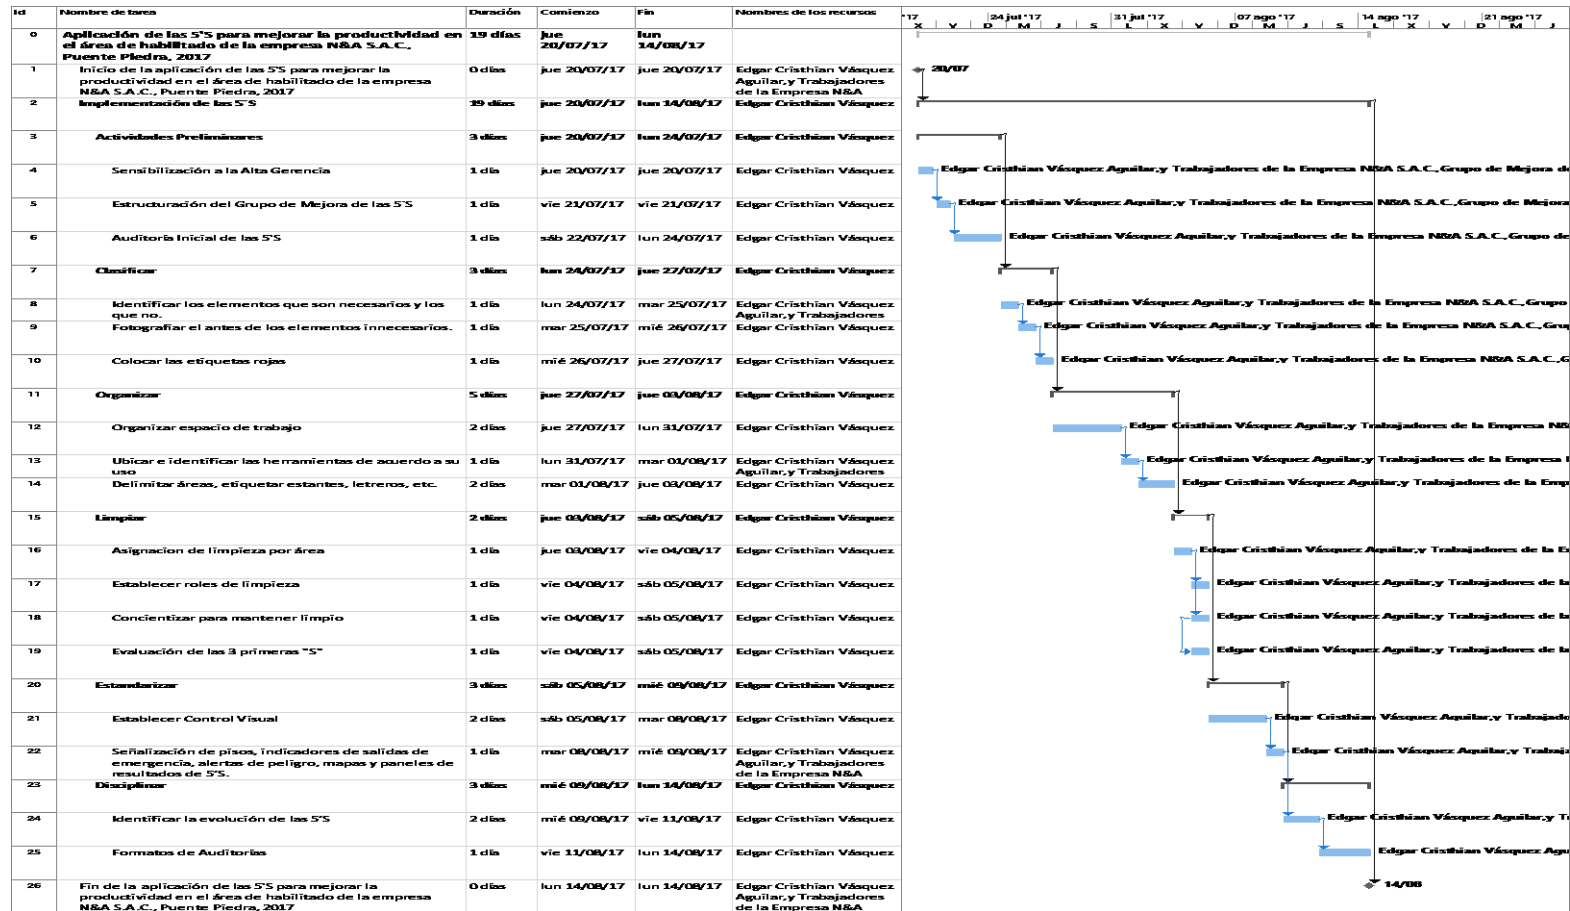 Id Nombre de tarea Duración Comienzo Fin Nombres de los recursos '17 24 jul '17 31 jul '17 07 ago '17 14 ago '17 21 ago '17
X V D J S L X V D M J S L X V D M J
0 Aplicación de las 5'S para mejorar la productividad en 19 días jue lun
el área de habilitado de la empresa N&A S.A.C., 20/07/17 14/08/17
Puente Piedra, 2017
1 Inicio de la aplicación de las 5'S para mejorar la 0 días jue 20/07/17 jue 20/07/17 Edgar Cristhian Vásquez 20/07
productividad en el área de habilitado de la empresa Aguilar,y Trabajadores
N&A S.A.C., Puente Piedra, 2017 de la Empresa N&A
2 Implementación de las 5'S 19 días jue 20/07/17 lun 14/08/17 Edgar Cristhian Vásquez
3 Actividades Preliminares 3 días jue 20/07/17 lun 24/07/17 Edgar Cristhian Vásquez
4 Sensibilización a la Alta Gerencia 1 día jue 20/07/17 jue 20/07/17 Edgar Cristhian Vásquez Edgar Cristhian Vásquez Aguilar,y Trabajadores de la Empresa N&A S.A.C.,Grupo de Mejora de
5 Estructuración del Grupo de Mejora de las 5'S 1 día vie 21/07/17 vie 21/07/17 Edgar Cristhian Vásquez Edgar Cristhian Vásquez Aguilar,y Trabajadores de la Empresa N&A S.A.C.,Grupo de Mejora
6 Auditoría Inicial de las 5'S 1 día sáb 22/07/17 lun 24/07/17 Edgar Cristhian Vásquez Edgar Cristhian Vásquez Aguilar,y Trabajadores de la Empresa N&A S.A.C.,Grupo de
7 Clasificar 3 días lun 24/07/17 jue 27/07/17 Edgar Cristhian Vásquez
8 Identificar los elementos que son necesarios y los 1 día lun 24/07/17 mar 25/07/17 Edgar Cristhian Vásquez Edgar Cristhian Vásquez Aguilar,y Trabajadores de la Empresa N&A S.A.C.,Grupo
que no. Aguilar,y Trabajadores
9 Fotografiar el antes de los elementos innecesarios. 1 día mar 25/07/17 mié 26/07/17 Edgar Cristhian Vásquez Edgar Cristhian Vásquez Aguilar,y Trabajadores de la Empresa N&A S.A.C.,Gru
10 Colocar las etiquetas rojas 1 día mié 26/07/17 jue 27/07/17 Edgar Cristhian Vásquez Edgar Cristhian Vásquez Aguilar,y Trabajadores de la Empresa N&A S.A.C.,G
11 Organizar 5 días jue 27/07/17 jue 03/08/17 Edgar Cristhian Vásquez
12 Organizar espacio de trabajo 2 días jue 27/07/17 lun 31/07/17 Edgar Cristhian Vásquez Edgar Cristhian Vásquez Aguilar,y Trabajadores de la Empresa N&
13 Ubicar e identificar las herramientas de acuerdo a su 1 día lun 31/07/17 mar 01/08/17 Edgar Cristhian Vásquez Edgar Cristhian Vásquez Aguilar,y Trabajadores de la Empresa
uso Aguilar,y Trabajadores
14 Delimitar áreas, etiquetar estantes, letreros, etc. 2 días mar 01/08/17 jue 03/08/17 Edgar Cristhian Vásquez Edgar Cristhian Vásquez Aguilar,y Trabajadores de la Emp
15 Limpiar 2 días jue 03/08/17 sáb 05/08/17 Edgar Cristhian Vásquez
16 Asignacion de limpieza por área 1 día jue 03/08/17 vie 04/08/17 Edgar Cristhian Vásquez Edgar Cristhian Vásquez Aguilar,y Trabajadores de la E
17 Establecer roles de limpieza 1 día vie 04/08/17 sáb 05/08/17 Edgar Cristhian Vásquez Edgar Cristhian Vásquez Aguilar,y Trabajadores de la
18 Concientizar para mantener limpio 1 día vie 04/08/17 sáb 05/08/17 Edgar Cristhian Vásquez Edgar Cristhian Vásquez Aguilar,y Trabajadores de la
19 Evaluación de las 3 primeras "S" 1 día vie 04/08/17 sáb 05/08/17 Edgar Cristhian Vásquez Edgar Cristhian Vásquez Aguilar,y Trabajadores de la
20 Estandarizar 3 días sáb 05/08/17 mié 09/08/17 Edgar Cristhian Vásquez
21 Establecer Control Visual 2 días sáb 05/08/17 mar 08/08/17 Edgar Cristhian Vásquez Edgar Cristhian Vásquez Aguilar,y Trabajado
22 Señalización de pisos, indicadores de salidas de 1 día mar 08/08/17 mié 09/08/17 Edgar Cristhian Vásquez Edgar Cristhian Vásquez Aguilar,y Trabaja
emergencia, alertas de peligro, mapas y paneles de Aguilar,y Trabajadores
resultados de 5'S. de la Empresa N&A
23 Disciplinar 3 días mié 09/08/17 lun 14/08/17 Edgar Cristhian Vásquez
24 Identificar la evolución de las 5'S 2 días mié 09/08/17 vie 11/08/17 Edgar Cristhian Vásquez Edgar Cristhian Vásquez Aguilar,y T
25 Formatos de Auditorías 1 día vie 11/08/17 lun 14/08/17 Edgar Cristhian Vásquez Edgar Cristhian Vásquez Agu
26 Fin de la aplicación de las 5'S para mejorar la 0 días lun 14/08/17 lun 14/08/17 Edgar Cristhian Vásquez 14/08
productividad en el área de habilitado de la empresa Aguilar,y Trabajadores
N&A S.A.C., Puente Piedra, 2017 de la Empresa N&A